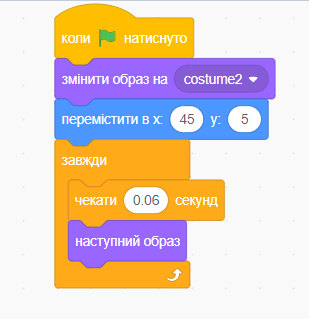 коли натиснуто
змінити образ на costume2
перемістити в x: 45 y: 5
завжди
чекати 0.06 секунд
наступний образ